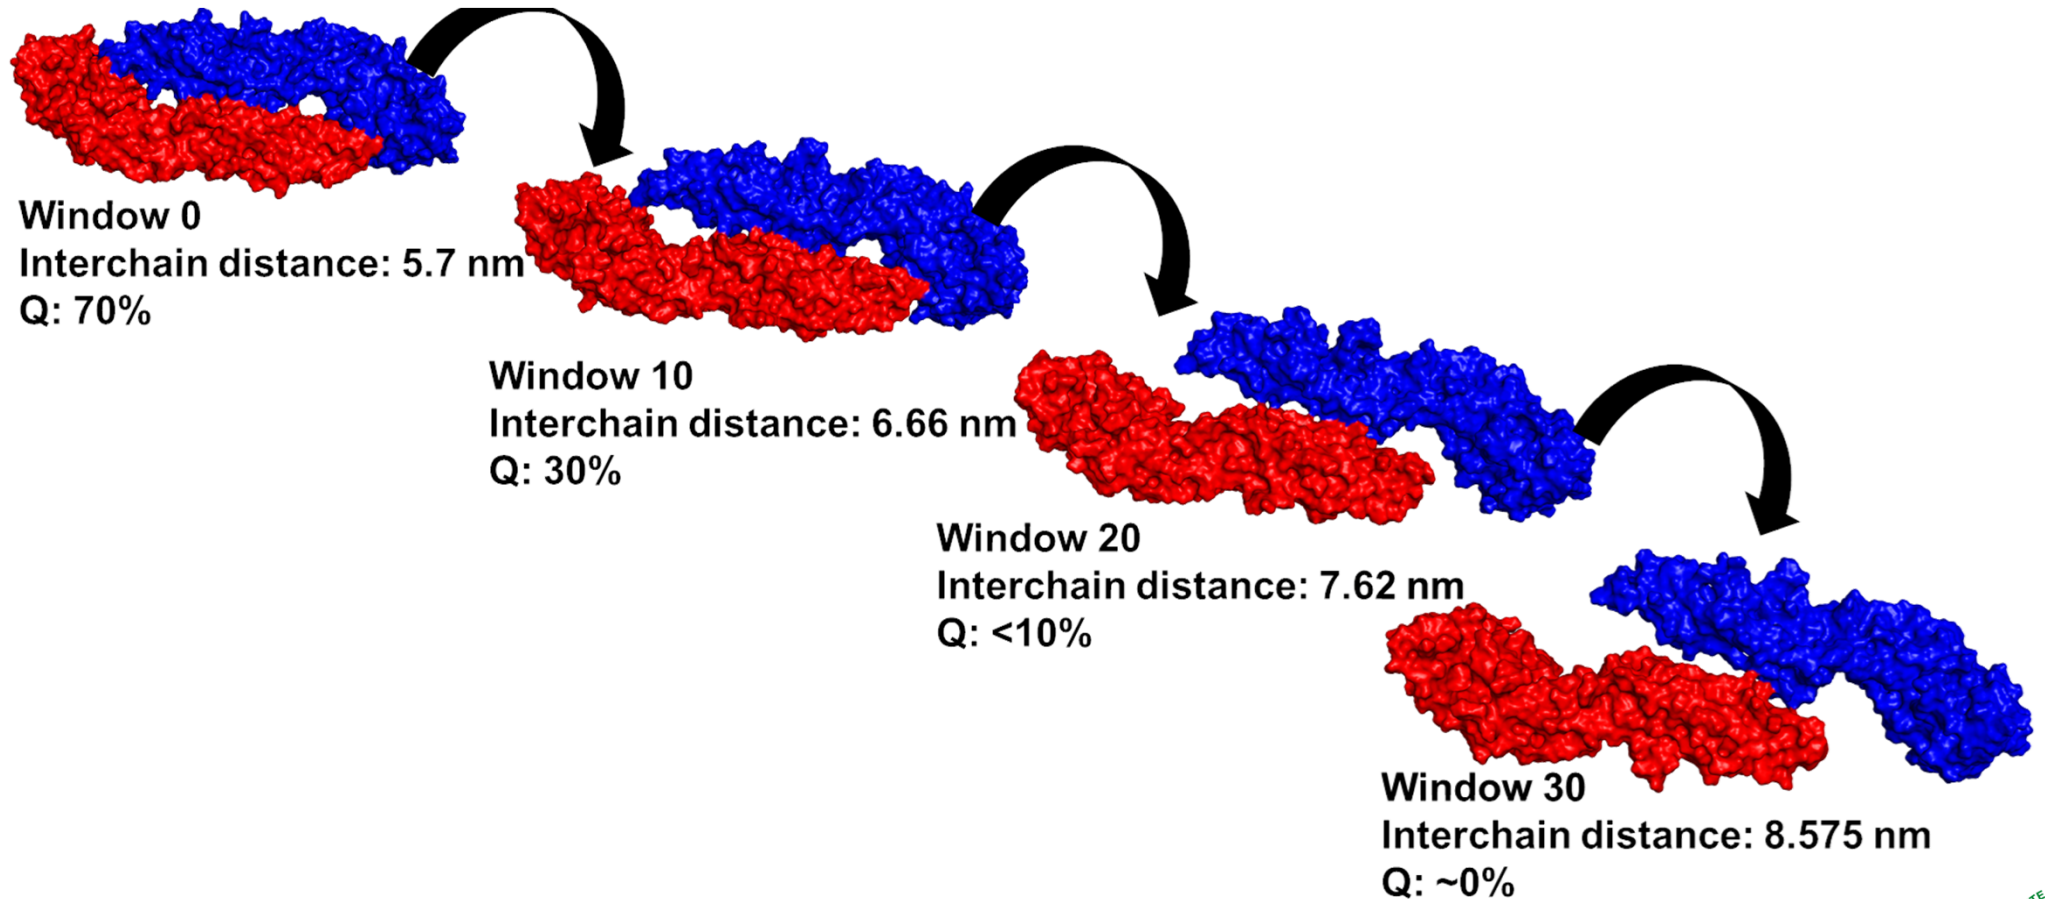 Window 0
Interchain distance: 5.7 nm
Q: 70%
Window 10
Interchain distance: 6.66 nm
Q: 30%
Window 20
Interchain distance: 7.62 nm
Q: <10%
Window 30
Interchain distance: 8.575 nm
Q: ~0%
TE